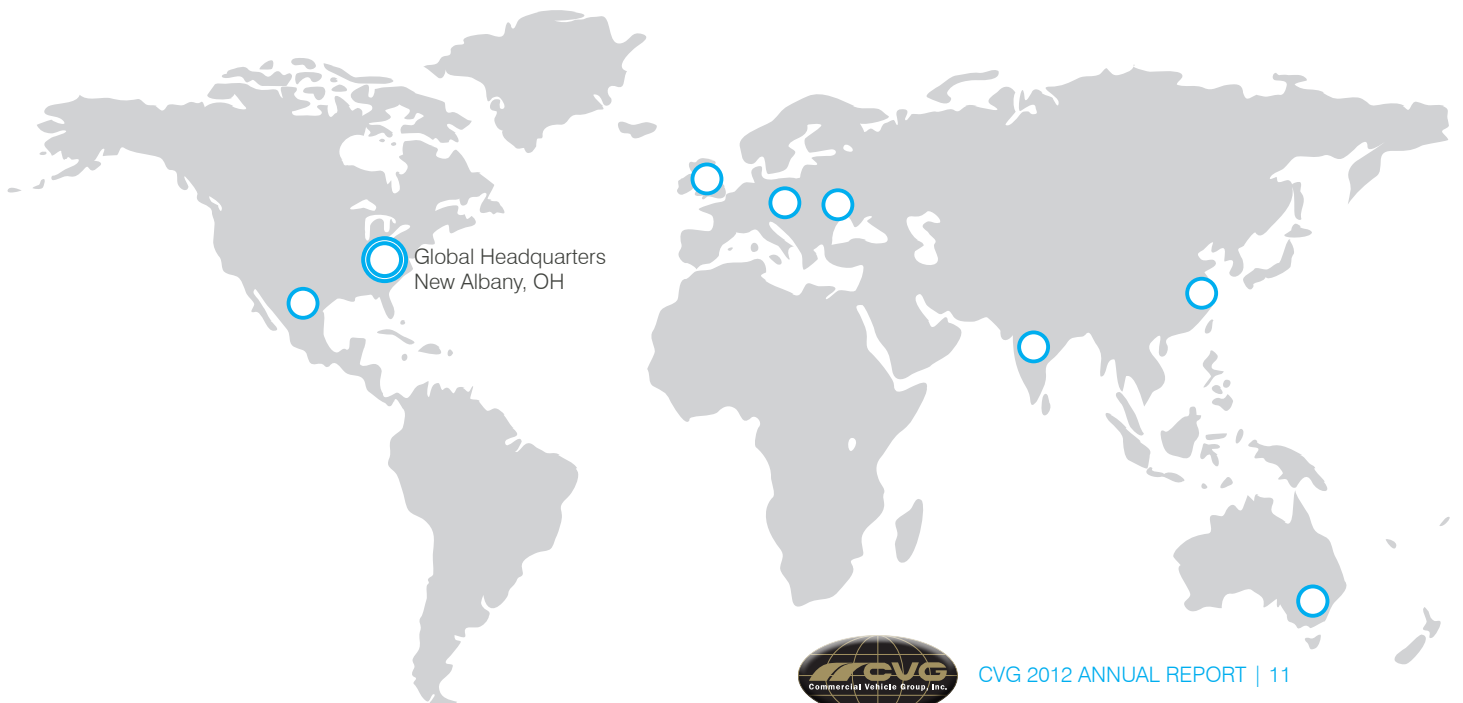 Global Headquarters
New Albany, OH
CVG
Commercial Vehicle Group, Inc.
CVG 2012 ANNUAL REPORT | 11